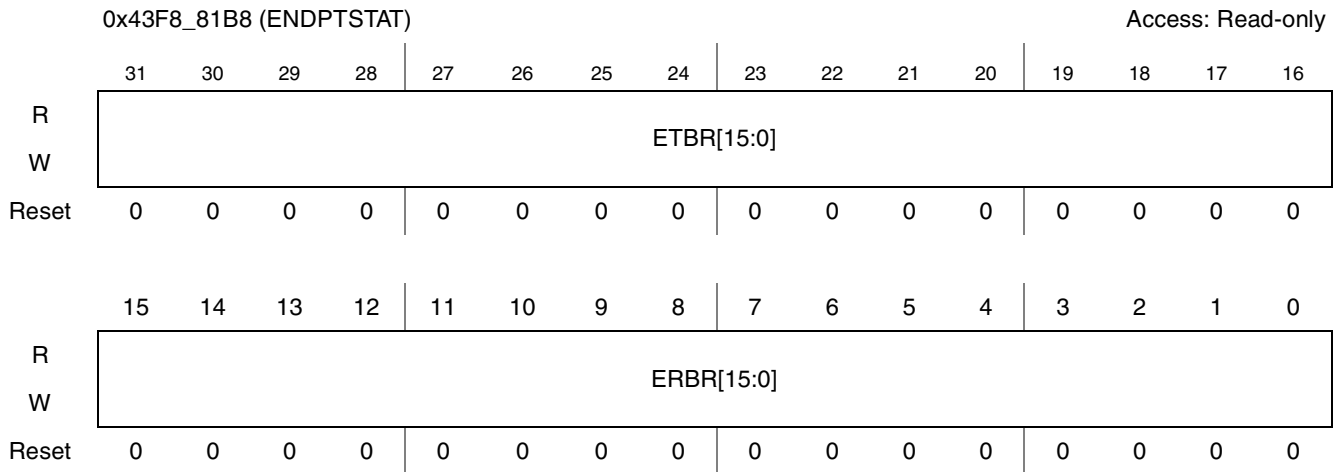 0x43F8_81B8 (ENDPTSTAT) Access: Read-only
31 30 29 28 27 26 25 24 23 22 21 20 19 18 17 16
R
ETBR[15:0]
W
Reset 0 0 0 0 0 0 0 0 0 0 0 0 0 0 0 0
15 14 13 12 11 10 9 8 7 6 5 4 3 2 1 0
R
ERBR[15:0]
W
Reset 0 0 0 0 0 0 0 0 0 0 0 0 0 0 0 0